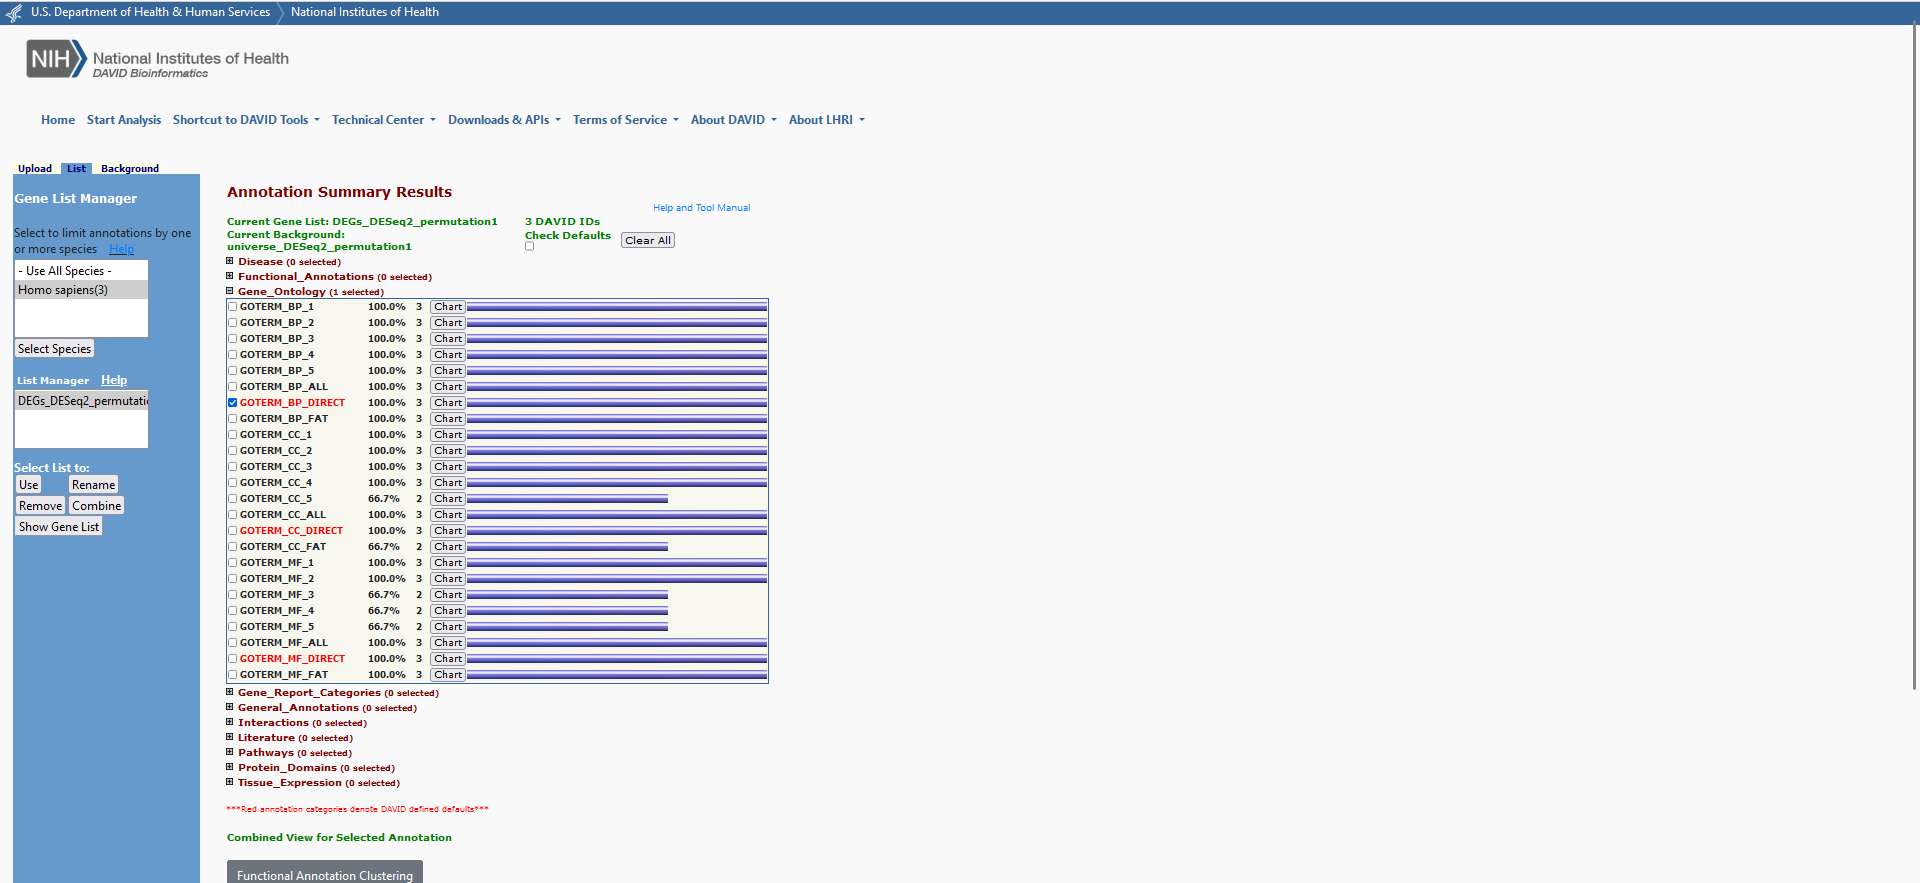 U.S. Department of Health & Human Services National Institutes of Health
NIH National Institutes of Health
DAVID Bioinformatics
Home Start Analysis Shortcut to DAVID Tools Technical Center Downloads & APIs Terms of Service About DAVID About LHRI
Upload List Background
Gene List Manager
Select to limit annotations by one
or more species Help
- Use All Species -
Homo sapiens(3)
Select Species
List Manager Help
DEGs_DESeq2_permutati
Select List to:
Use Rename
Remove Combine
Show Gene List
Annotation Summary Results
Help and Tool Manual
Current Gene List: DEGs_DESeq2_permutation1 3 DAVID IDs
Current Background: Check Defaults Clear All
universe_DESeq2_permutation1
Disease (0 selected)
Functional_Annotations (0 selected)
Gene_Ontology (1 selected)
GOTERM_BP_1 100.0% 3 Chart
GOTERM_BP_2 100.0% 3 Chart
GOTERM_BP_3 100.0% 3 Chart
GOTERM_BP_4 100.0% 3 Chart
GOTERM_BP_5 100.0% 3 Chart
GOTERM_BP_ALL 100.0% 3 Chart
GOTERM_BP_DIRECT 100.0% 3 Chart
GOTERM_BP_FAT 100.0% 3 Chart
GOTERM_CC_1 100.0% 3 Chart
GOTERM_CC_2 100.0% 3 Chart
GOTERM_CC_3 100.0% 3 Chart
GOTERM_CC_4 100.0% 3 Chart
GOTERM_CC_5 66.7% 2 Chart
GOTERM_CC_ALL 100.0% 3 Chart
GOTERM_CC_DIRECT 100.0% 3 Chart
GOTERM_CC_FAT 66.7% 2 Chart
GOTERM_MF_1 100.0% 3 Chart
GOTERM_MF_2 100.0% 3 Chart
GOTERM_MF_3 66.7% 2 Chart
GOTERM_MF_4 66.7% 2 Chart
GOTERM_MF_5 66.7% 2 Chart
GOTERM_MF_ALL 100.0% 3 Chart
GOTERM_MF_DIRECT 100.0% 3 Chart
GOTERM_MF_FAT 100.0% 3 Chart
Gene_Report_Categories (0 selected)
General_Annotations (0 selected)
Interactions (0 selected)
Literature (0 selected)
Pathways (0 selected)
Protein_Domains (0 selected)
Tissue_Expression (0 selected)
***Red annotation categories denote DAVID defined defaults***
Combined View for Selected Annotation
Functional Annotation Clustering